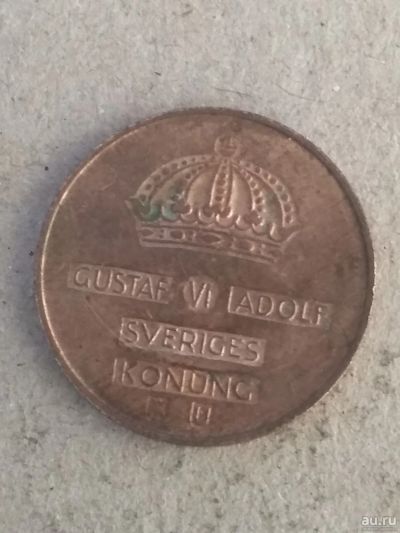 GUSTAF VI ADOLF
SVERIGES
KONUNG
au.ru